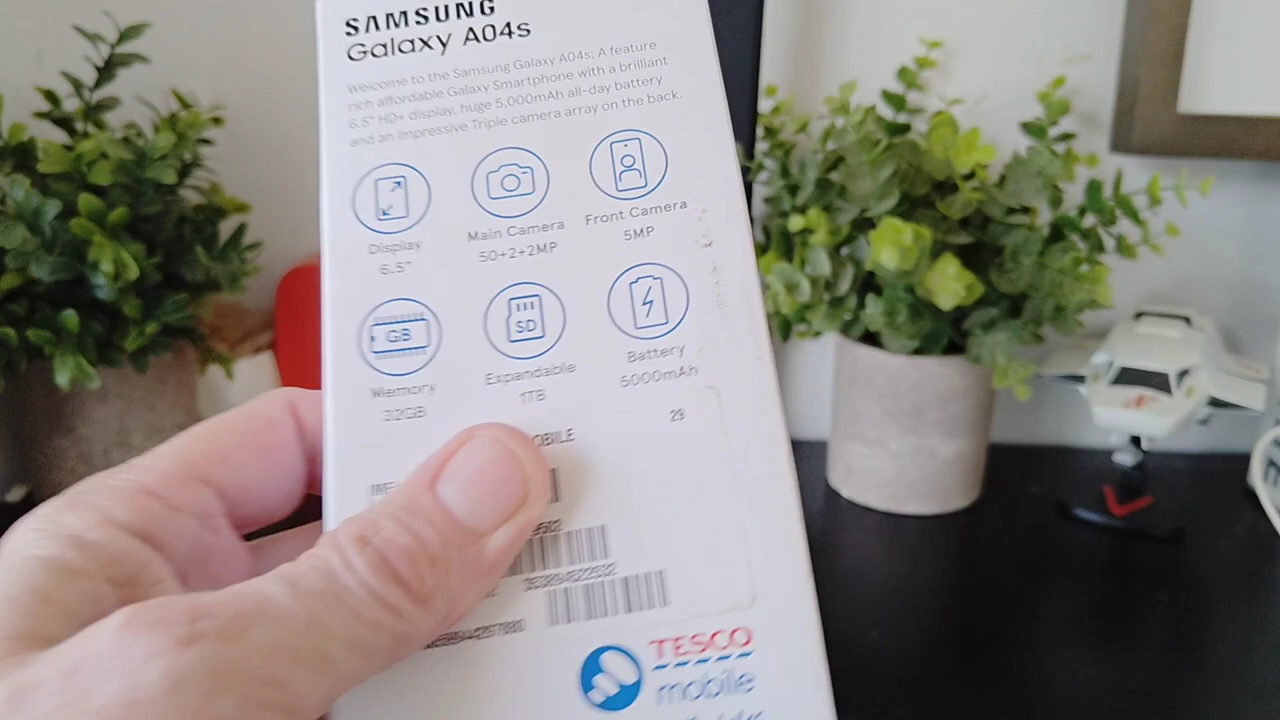 SAMSUNG
Galaxy A04s
Welcome to the Samsung Galaxy A04s; A feature
rich affordable Galaxy Smartphone with a brilliant
6.5" HD+ display, huge 5,000mAh all-day battery
and an impressive Triple camera array on the back.
Display
6.5"
Main Camera
50+2+2MP
Front Camera
5MP
GB
SD
Memory
32GB
Expandable
1TB
Battery
5000mAh
29
TESCO
mobile